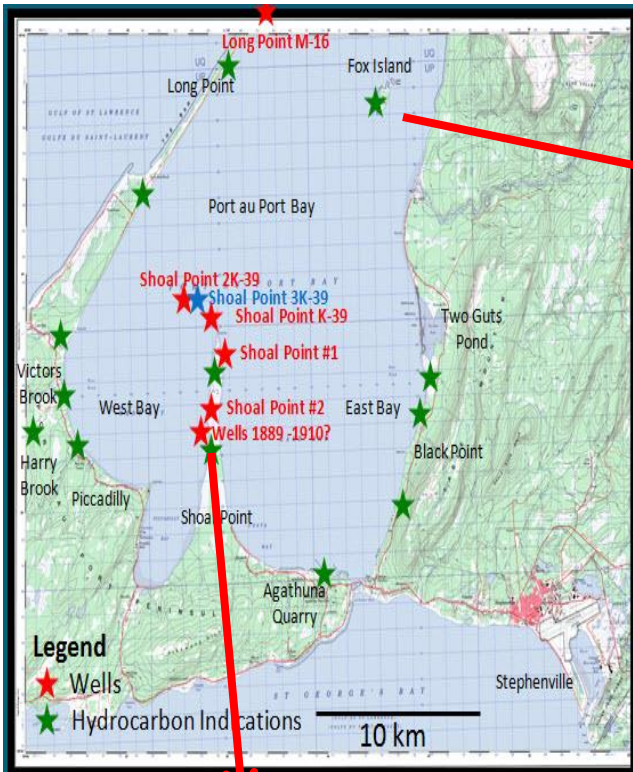 Long Point M-16
UQ
UP
Fox Island
Long Point
GULF OF ST LAWRENCE
GOLFE DU SAINT-LAURENT
Port au Port Bay
Shoal Point 2K-39
Shoal Point 3K-39
Shoal Point K-39
Two Guts
Pond
Shoal Point #1
Victors
Brook
West Bay
Shoal Point #2
East Bay
Wells 1889 -1910?
Black Point
Harry
Brook
Piccadilly
Shoal Point
Agathuna
Quarry
Legend
Wells
Hydrocarbon Indications
ST GEORGE'S BAY
10 km
Stephenville